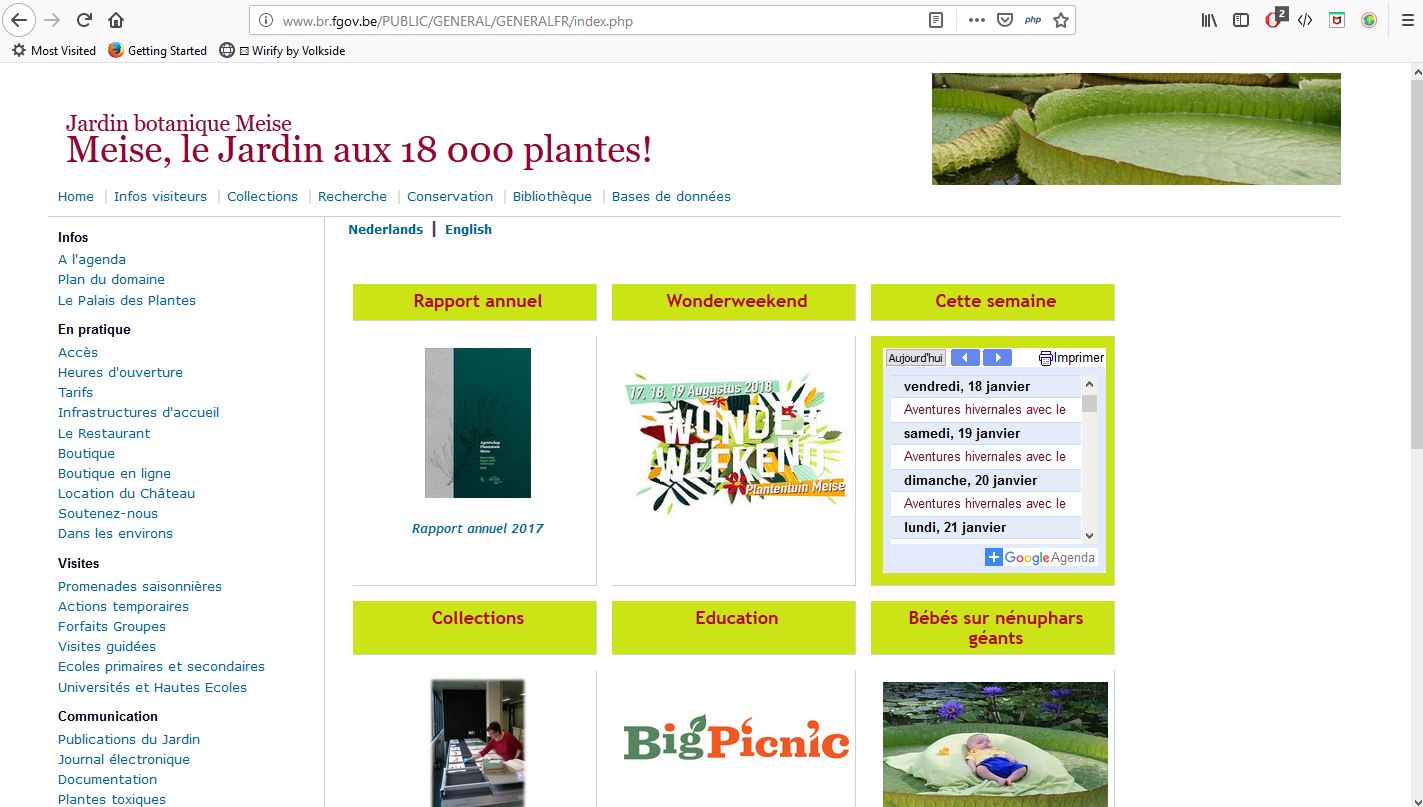 www.br.fgov.be/PUBLIC/GENERAL/GENERALFR/index.php
php
2
Most Visited
Getting Started
Wirify by Volkside
Jardin botanique Meise
Meise, le Jardin aux 18 000 plantes!
Home | Infos visiteurs | Collections | Recherche | Conservation | Bibliothèque | Bases de données
Nederlands | English
Infos
A l'agenda
Plan du domaine
Le Palais des Plantes
En pratique
Accès
Heures d'ouverture
Tarifs
Infrastructures d'accueil
Le Restaurant
Boutique
Boutique en ligne
Location du Château
Soutenez-nous
Dans les environs
Visites
Promenades saisonnières
Actions temporaires
Forfaits Groupes
Visites guidées
Ecoles primaires et secondaires
Universités et Hautes Ecoles
Communication
Publications du Jardin
Journal électronique
Documentation
Plantes toxiques
Rapport annuel
Agentschap
Plantentuin
Meise
Rapport annuel 2017
Wonderweekend
17, 18, 19 Augustus 2018
WONDER
WEEKEND
Plantentuin Meise
Cette semaine
Aujourd'hui
Imprimer
vendredi, 18 janvier
Aventures hivernales avec le
samedi, 19 janvier
Aventures hivernales avec le
dimanche, 20 janvier
Aventures hivernales avec le
lundi, 21 janvier
Google Agenda
Collections
Education
BigPicnic
Bébés sur nénuphars
géants